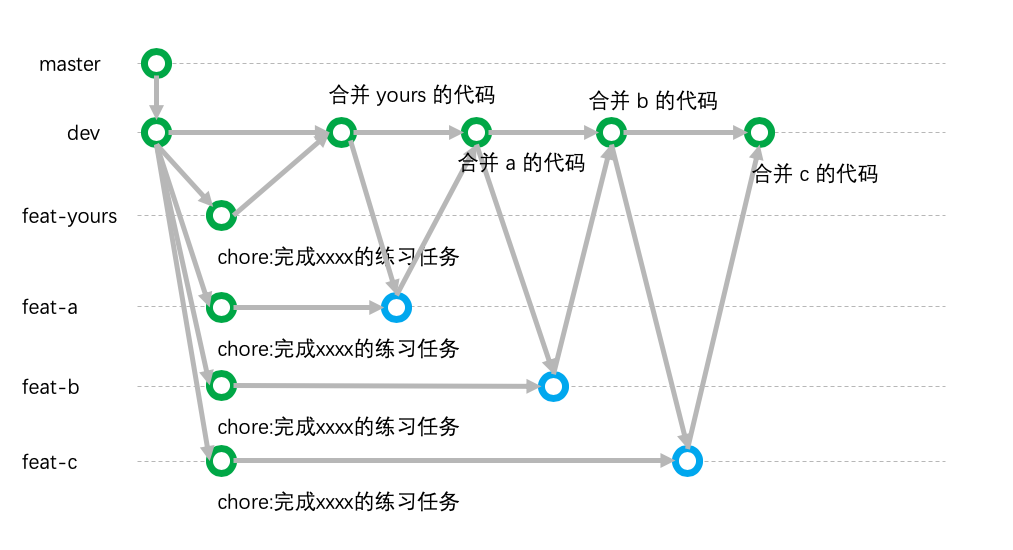 master
合并 yours 的代码
合并 b 的代码
dev
合并 a 的代码
合并 c 的代码
feat-yours
chore:完成xxxx的练习任务
feat-a
chore:完成xxxx的练习任务
feat-b
chore:完成xxxx的练习任务
feat-c
chore:完成xxxx的练习任务